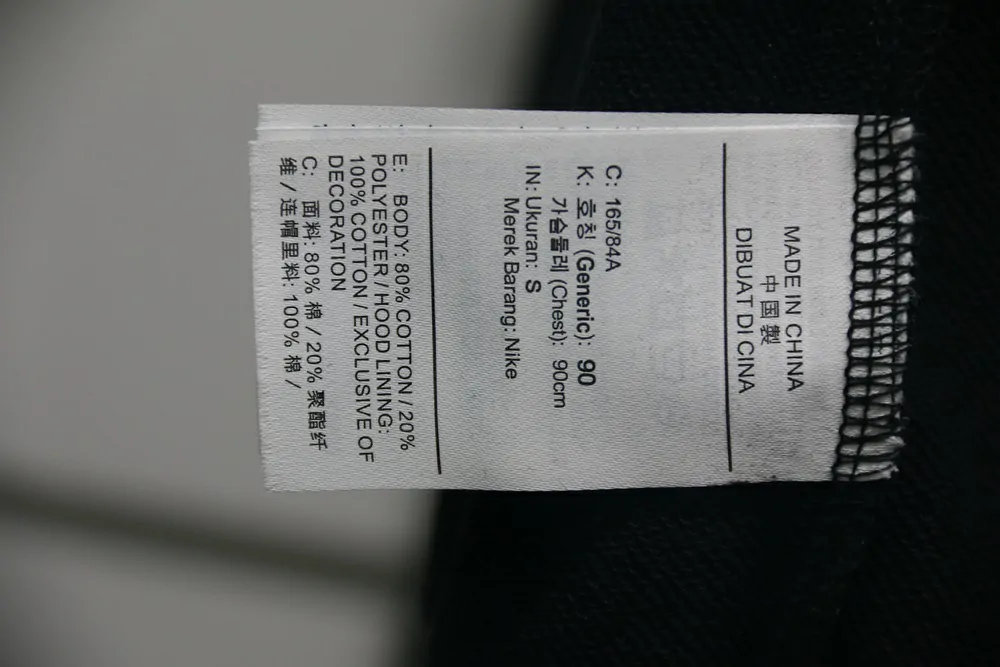 MADE IN CHINA
中国製
DIBUAT DI CINA
C: 165/84A
K: 호칭 (Generic): 90
가슴둘레 (Chest): 90cm
IN: Ukuran: S
Merek Barang: Nike
E: BODY: 80% COTTON / 20%
POLYESTER / HOOD LINING:
100% COTTON / EXCLUSIVE OF
DECORATION
C: 面料: 80% 棉 / 20% 聚酯纤
维 / 连帽里料: 100% 棉 /